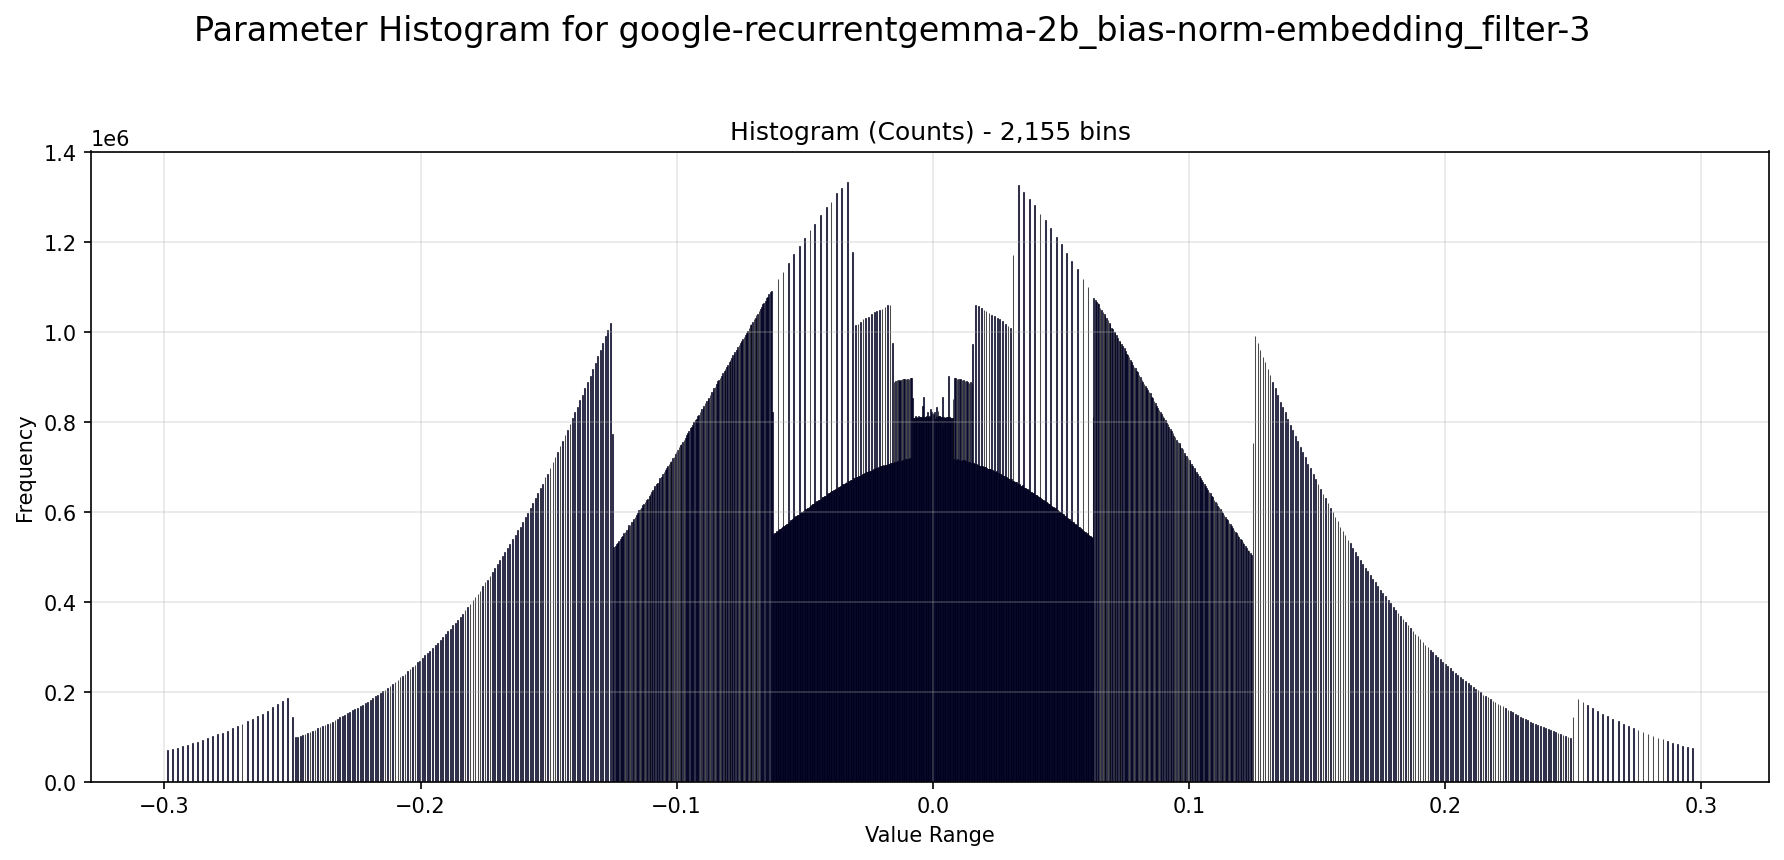 Parameter Histogram for google-recurrentgemma-2b_bias-norm-embedding_filter-3
Histogram (Counts) - 2,155 bins
1e6
1.4
1.2
1.0
0.8
0.6
0.4
0.2
0.0
Frequency
−0.3 −0.2 −0.1 0.0 0.1 0.2 0.3
Value Range